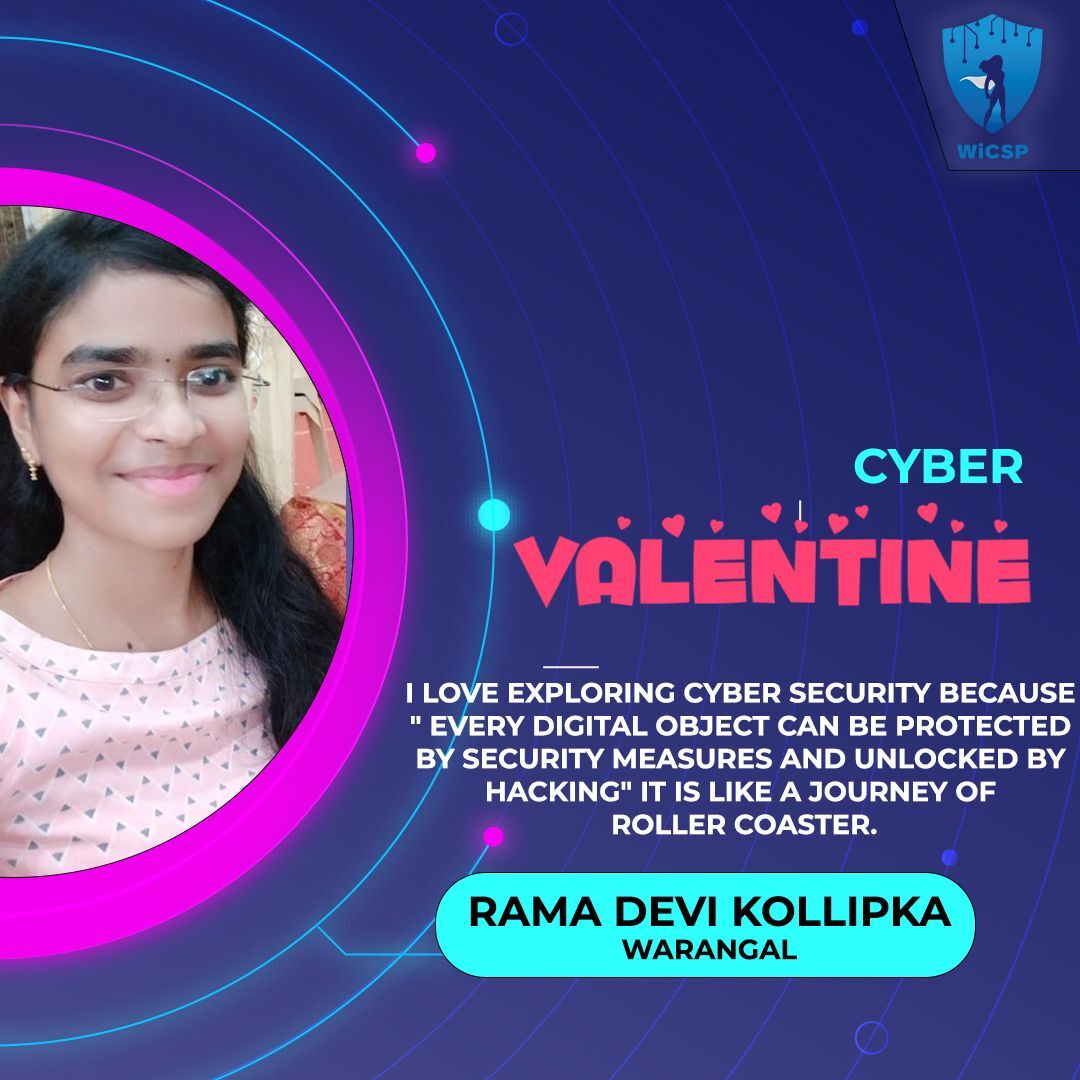 WiCSP
CYBER
VALENTINE
I LOVE EXPLORING CYBER SECURITY BECAUSE
" EVERY DIGITAL OBJECT CAN BE PROTECTED
BY SECURITY MEASURES AND UNLOCKED BY
HACKING" IT IS LIKE A JOURNEY OF
ROLLER COASTER.
RAMA DEVI KOLLIPKA
WARANGAL